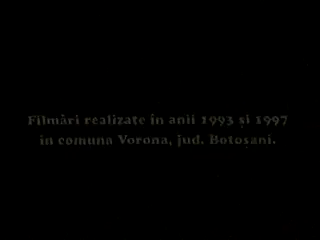 Filmări realizate în anii 1993 și 1997
în comuna Vorona, jud. Botoșani.